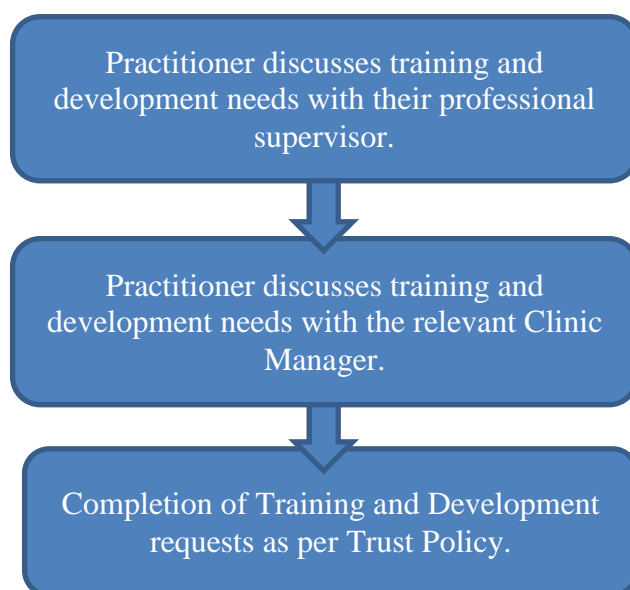 Practitioner discusses training and
development needs with their professional
supervisor.
Practitioner discusses training and
development needs with the relevant Clinic
Manager.
Completion of Training and Development
requests as per Trust Policy.